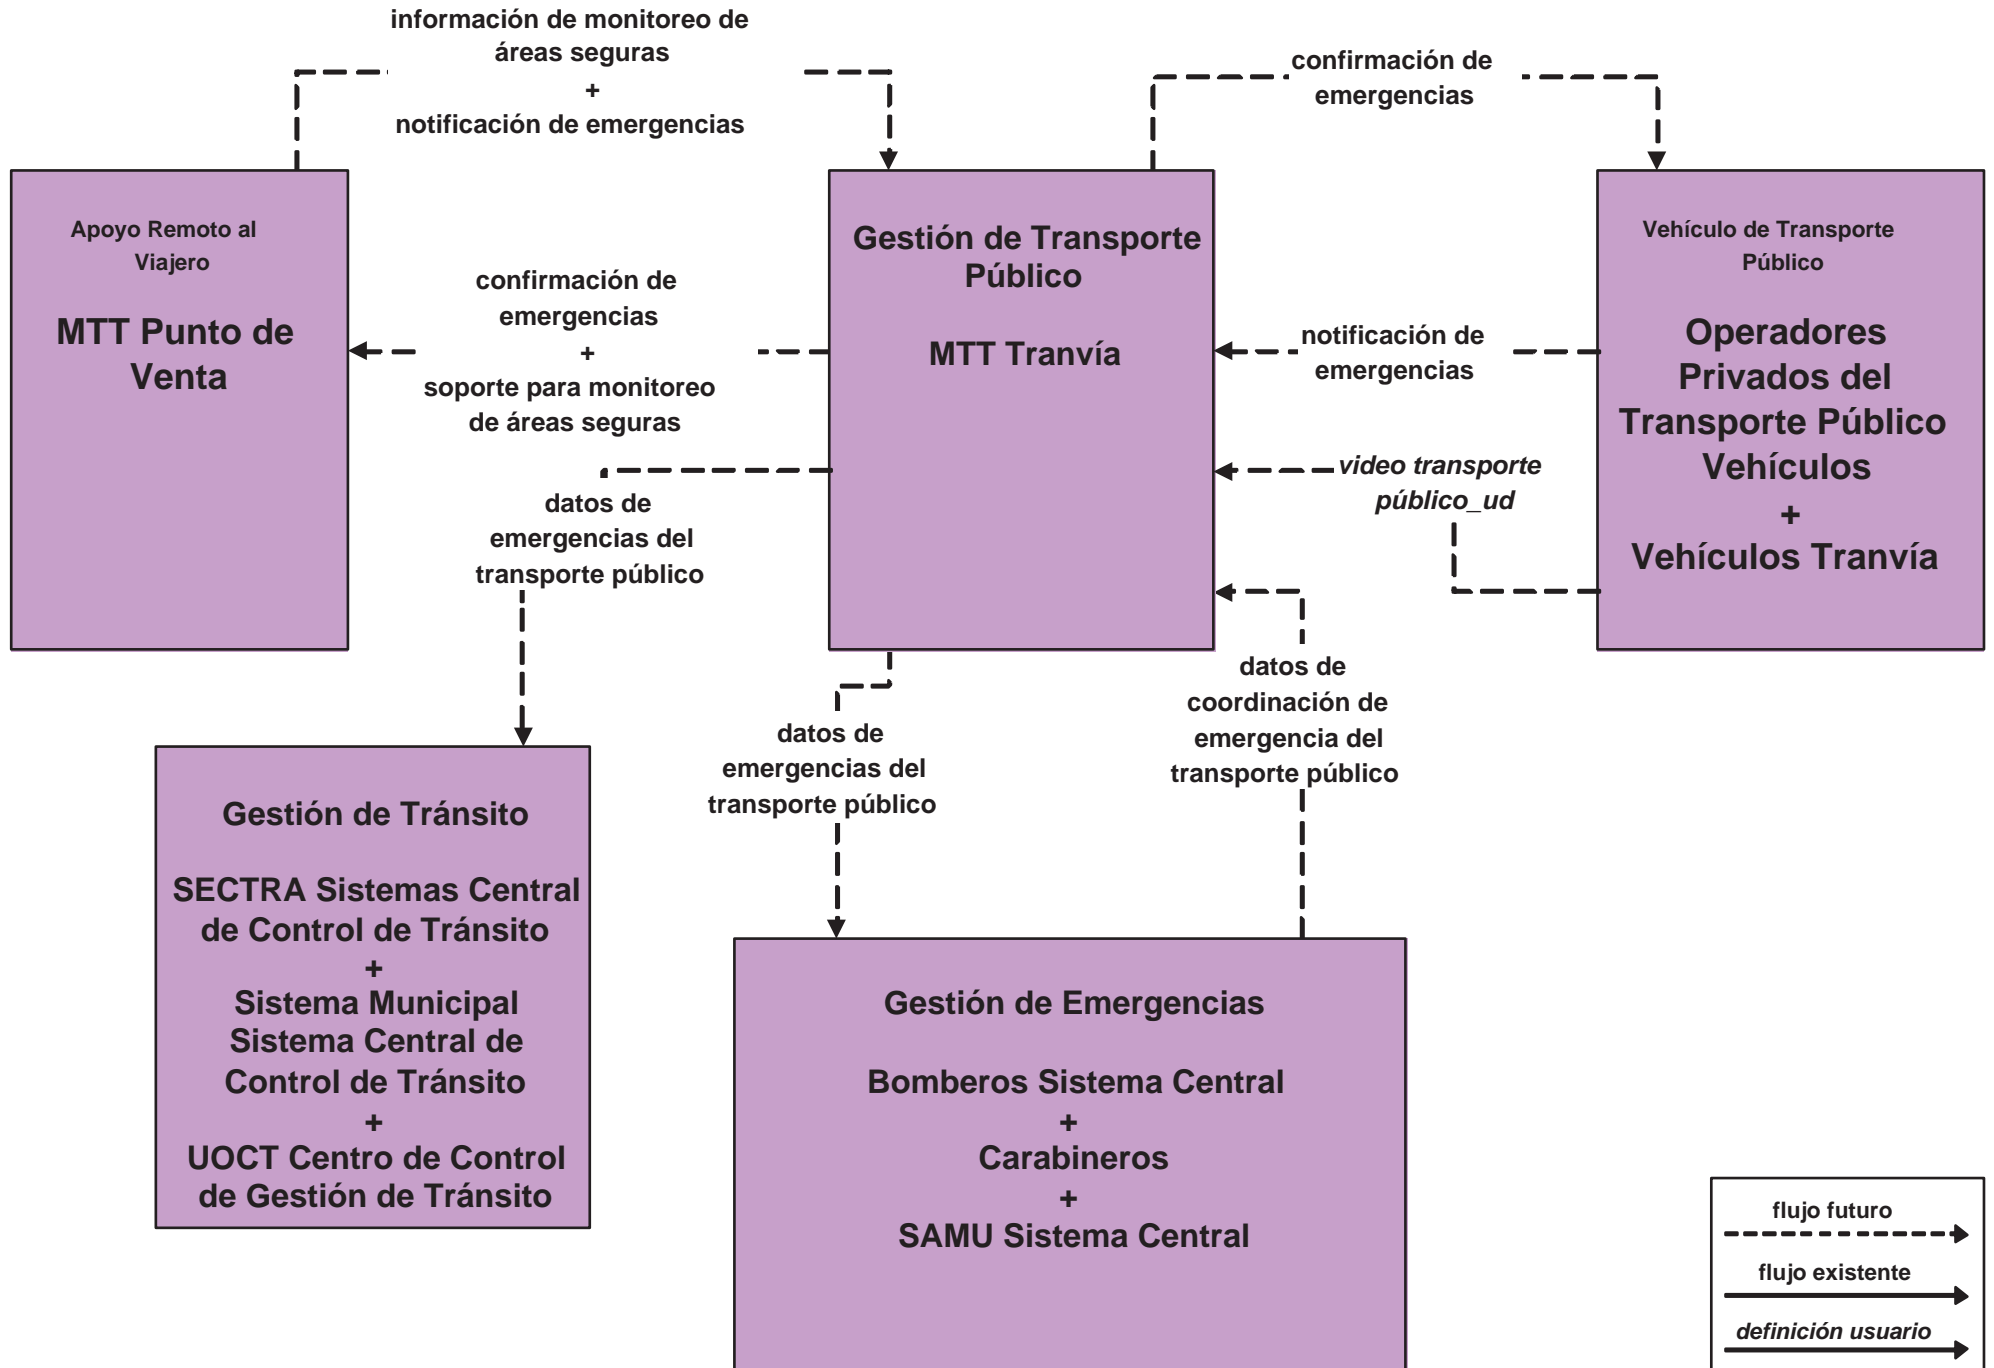 información de monitoreo de
áreas seguras
+
notificación de emergencias
confirmación de
emergencias
Apoyo Remoto al
Viajero
MTT Punto de
Venta
confirmación de
emergencias
+
soporte para monitoreo
de áreas seguras
Gestión de Transporte
Público
MTT Tranvía
notificación de
emergencias
video transporte
público_ud
Vehículo de Transporte
Público
Operadores
Privados del
Transporte Público
Vehículos
+
Vehículos Tranvía
datos de
emergencias del
transporte público
datos de
emergencias del
transporte público
datos de
coordinación de
emergencia del
transporte público
Gestión de Tránsito
SECTRA Sistemas Central
de Control de Tránsito
+
Sistema Municipal
Sistema Central de
Control de Tránsito
+
UOCT Centro de Control
de Gestión de Tránsito
Gestión de Emergencias
Bomberos Sistema Central
+
Carabineros
+
SAMU Sistema Central
flujo futuro
flujo existente
definición usuario